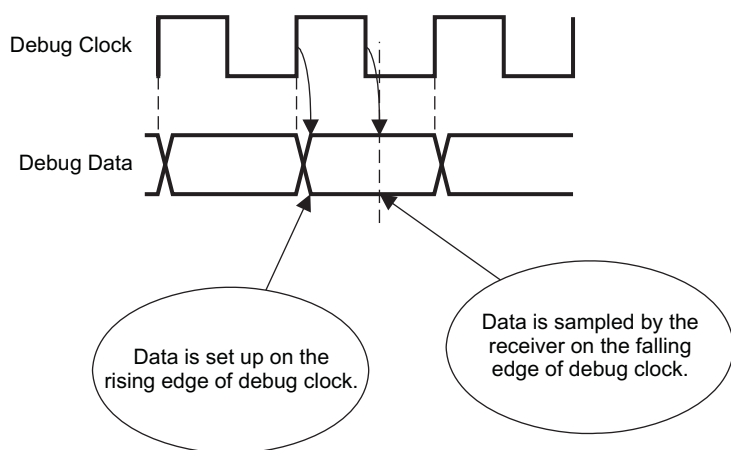 Debug Clock
Debug Data
Data is set up on the
rising edge of debug clock.
Data is sampled by the
receiver on the falling
edge of debug clock.